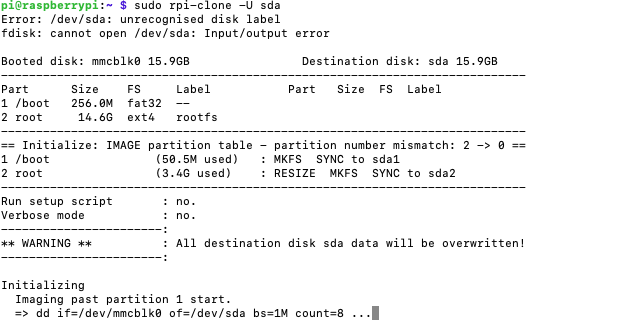 pi@raspberrypi:~ $ sudo rpi-clone -U sda
Error: /dev/sda: unrecognised disk label
fdisk: cannot open /dev/sda: Input/output error
Booted disk: mmcblk0 15.9GB                Destination disk: sda 15.9GB
---------------------------------------------------------------------------
Part      Size    FS     Label           Part   Size  FS  Label
1 /boot   256.0M  fat32  --
2 root     14.6G  ext4   rootfs
---------------------------------------------------------------------------
== Initialize: IMAGE partition table - partition number mismatch: 2 -> 0 ==
1 /boot               (50.5M used)   : MKFS  SYNC to sda1
2 root                (3.4G used)    : RESIZE  MKFS  SYNC to sda2
---------------------------------------------------------------------------
Run setup script       : no.
Verbose mode           : no.
-----------------------:
** WARNING **          : All destination disk sda data will be overwritten!
-----------------------:
Initializing
  Imaging past partition 1 start.
  => dd if=/dev/mmcblk0 of=/dev/sda bs=1M count=8 ...